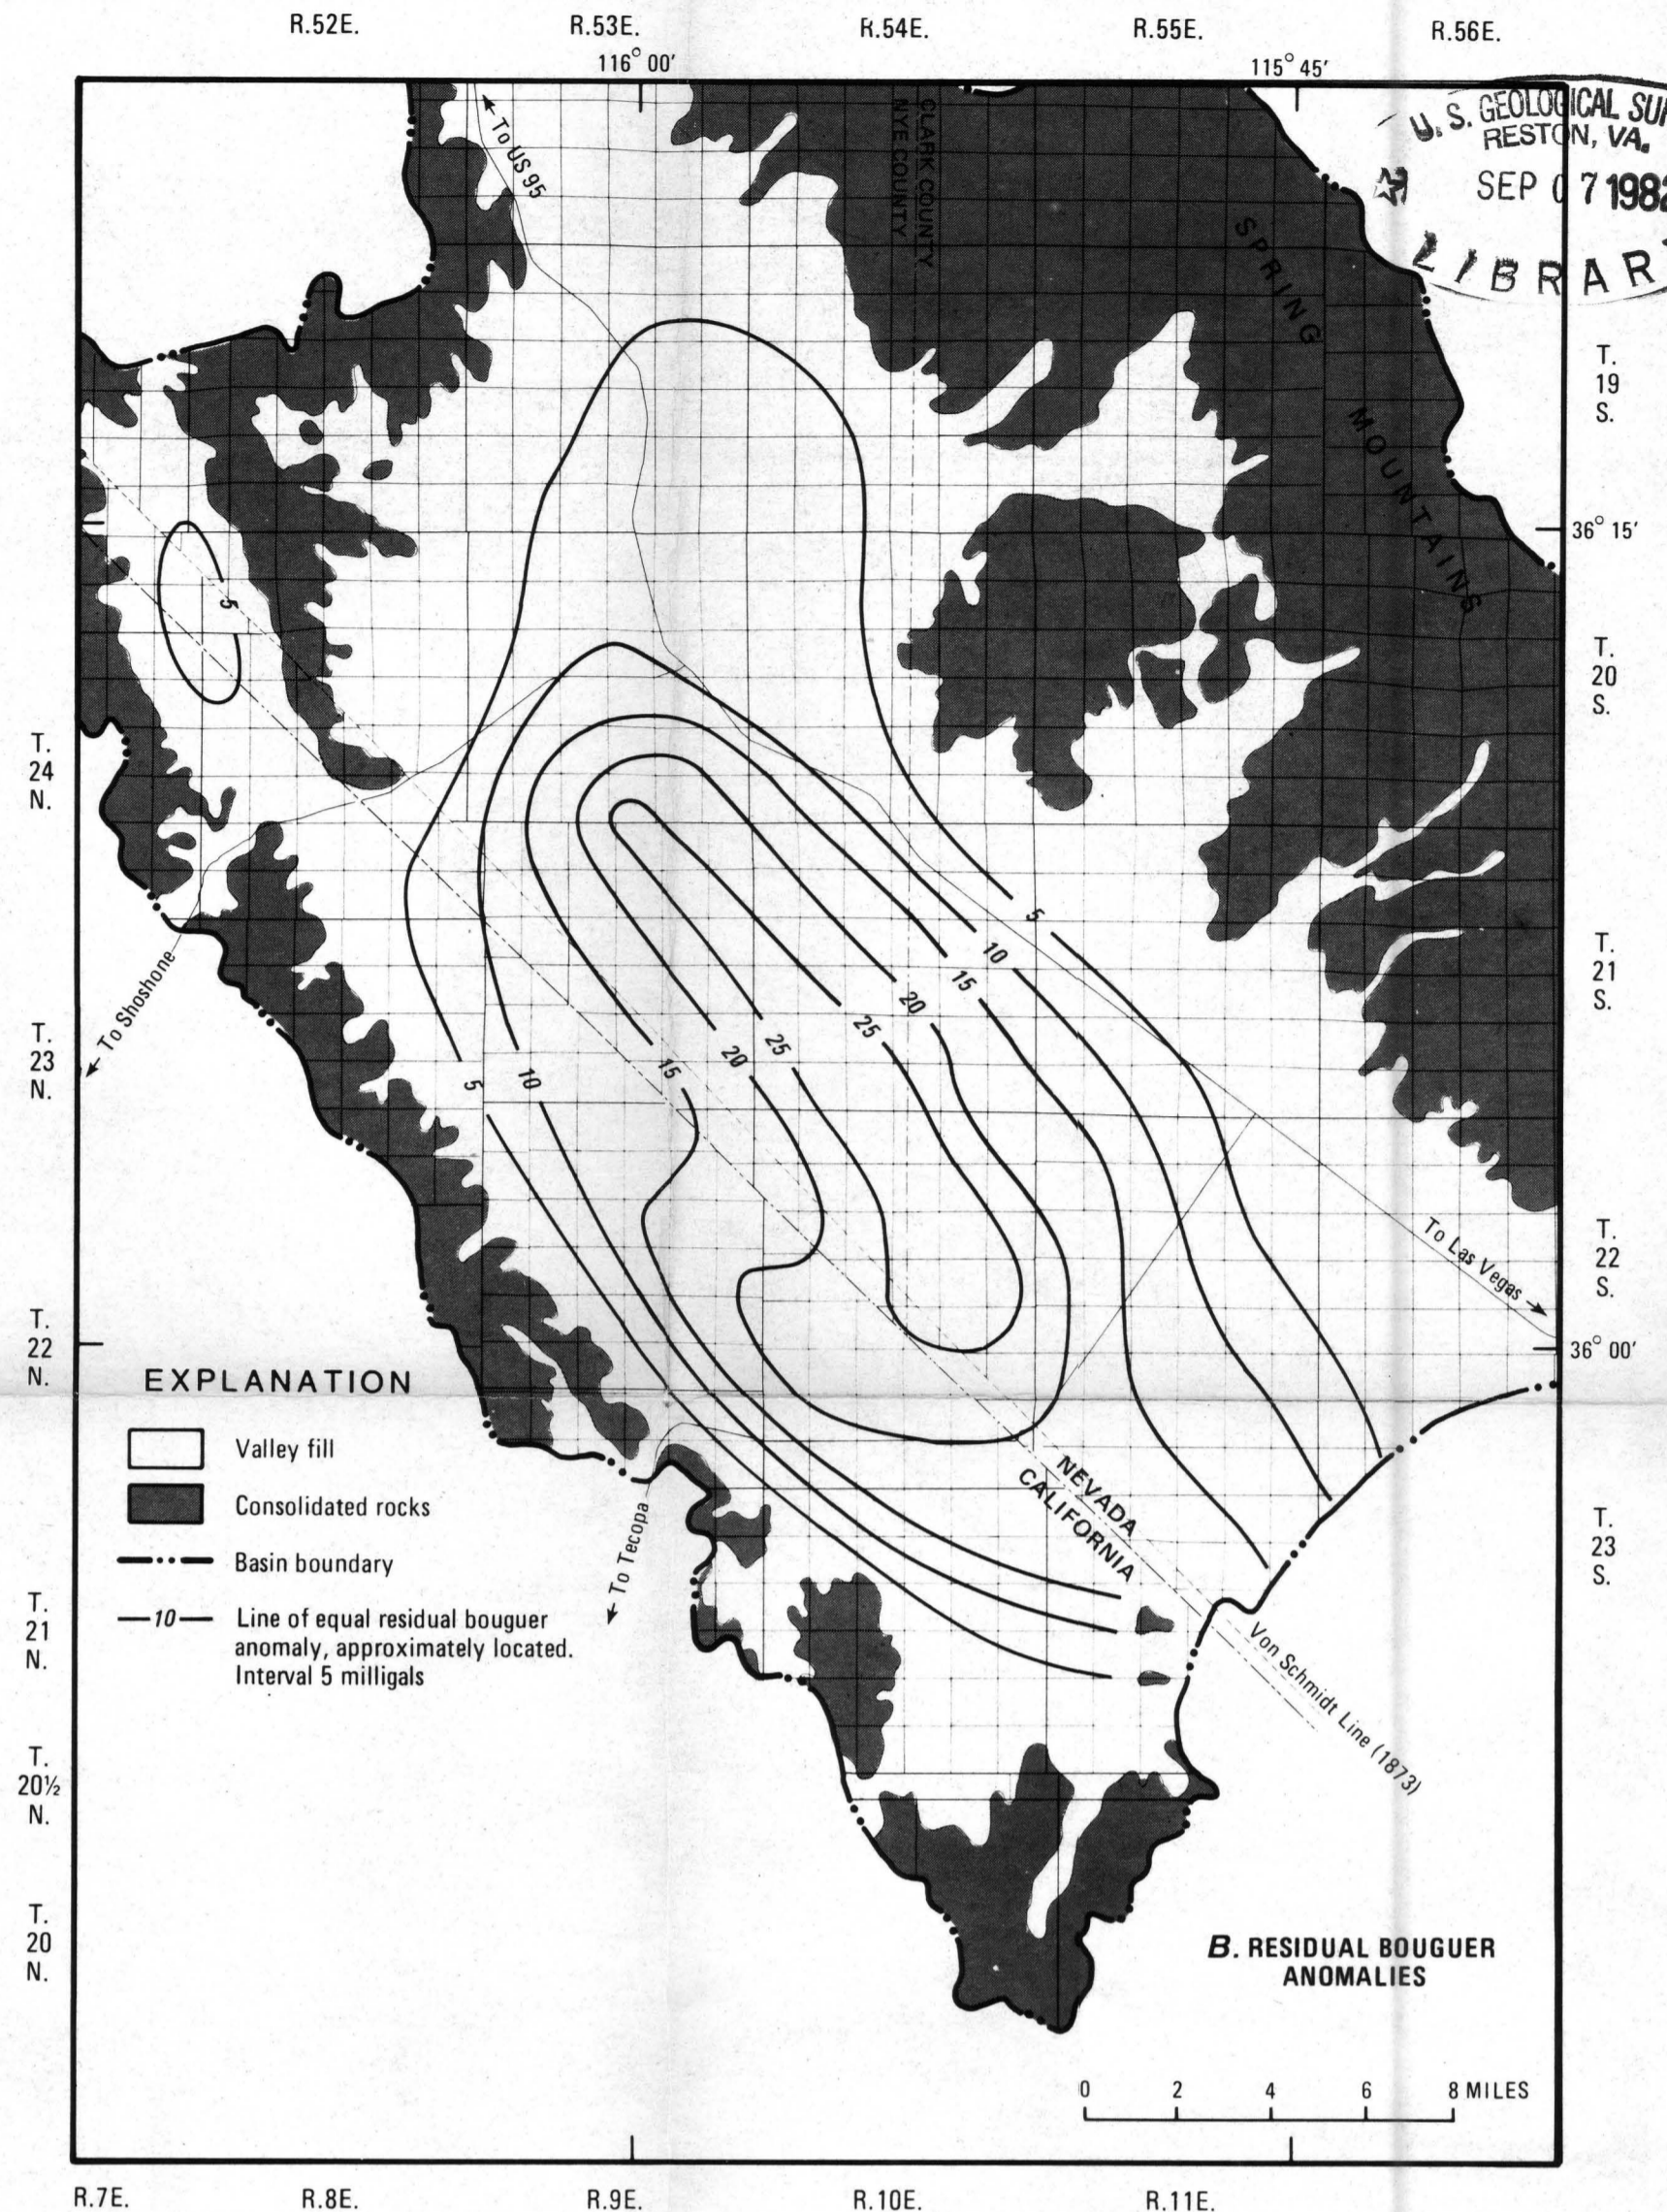 R.52E.
R.53E.
R.54E.
R.55E.
R.56E.
116° 00'
115° 45'
U. S. GEOLOGICAL
RESTON, VA.
SEP 07
LIBRAR
To US 95
NYE COUNTY
CLARK COUNTY
SPRING
MOUNTAINS
T.
19
S.
36° 15'
T.
20
S.
5
T.
24
N.
T.
21
S.
5
10
15
20
25
To Shoshone
T.
23
N.
5
10
15
20
25
T.
22
S.
To Las Vegas
T.
22
N.
36° 00'
EXPLANATION
Valley fill
Consolidated rocks
Basin boundary
10
Line of equal residual bouguer
anomaly, approximately located.
Interval 5 milligals
To Tecopa
NEVADA
CALIFORNIA
T.
23
S.
T.
21
N.
Von Schmidt Line (1873)
T.
20½
N.
T.
20
N.
B. RESIDUAL BOUGUER
ANOMALIES
0 2 4 6 8 MILES
R.7E.
R.8E.
R.9E.
R.10E.
R.11E.